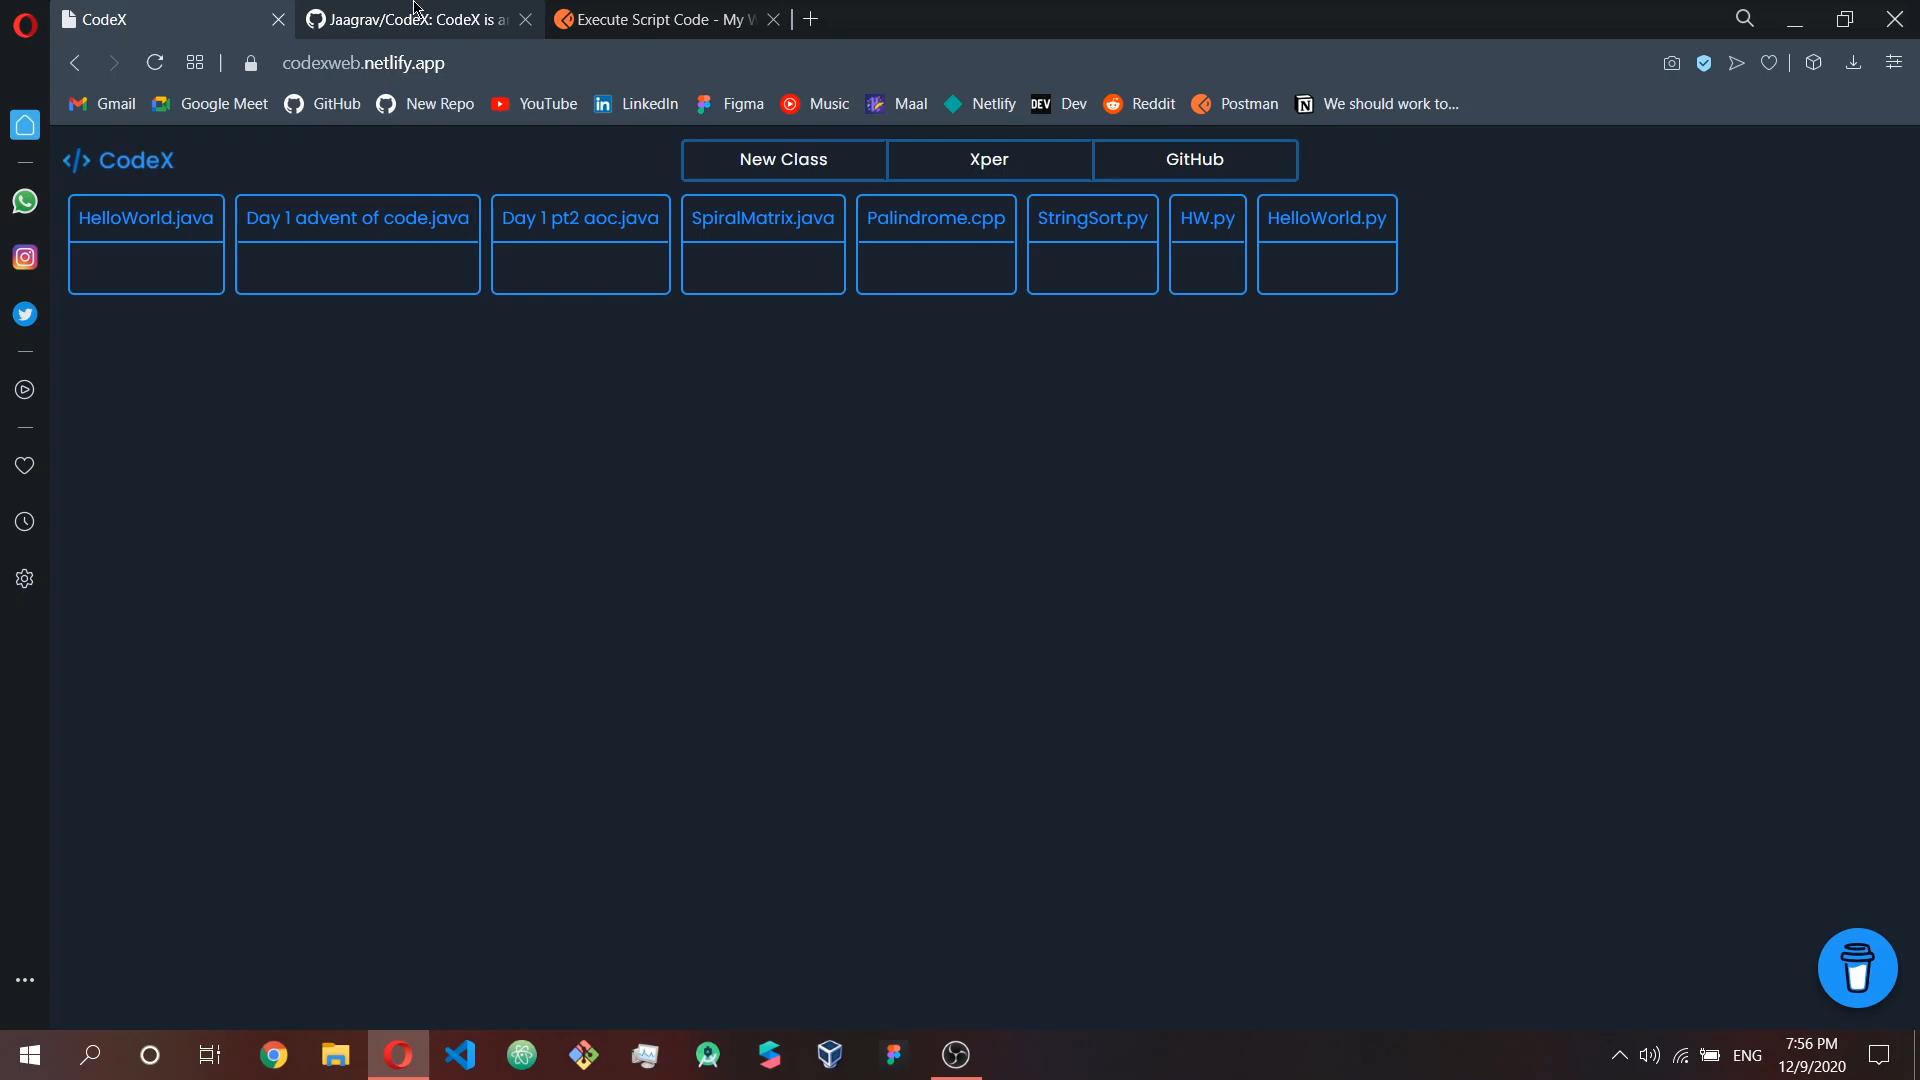 CodeX
Jaagrav/CodeX: CodeX is a
Execute Script Code - My
codexweb.netlify.app
Gmail
Google Meet
GitHub
New Repo
YouTube
LinkedIn
Figma
Music
Maal
Netlify
DEV Dev
Reddit
Postman
We should work to...
</> CodeX
New Class
Xper
GitHub
HelloWorld.java
Day 1 advent of code.java
Day 1 pt2 aoc.java
SpiralMatrix.java
Palindrome.cpp
StringSort.py
HW.py
HelloWorld.py
ENG
7:56 PM
12/9/2020